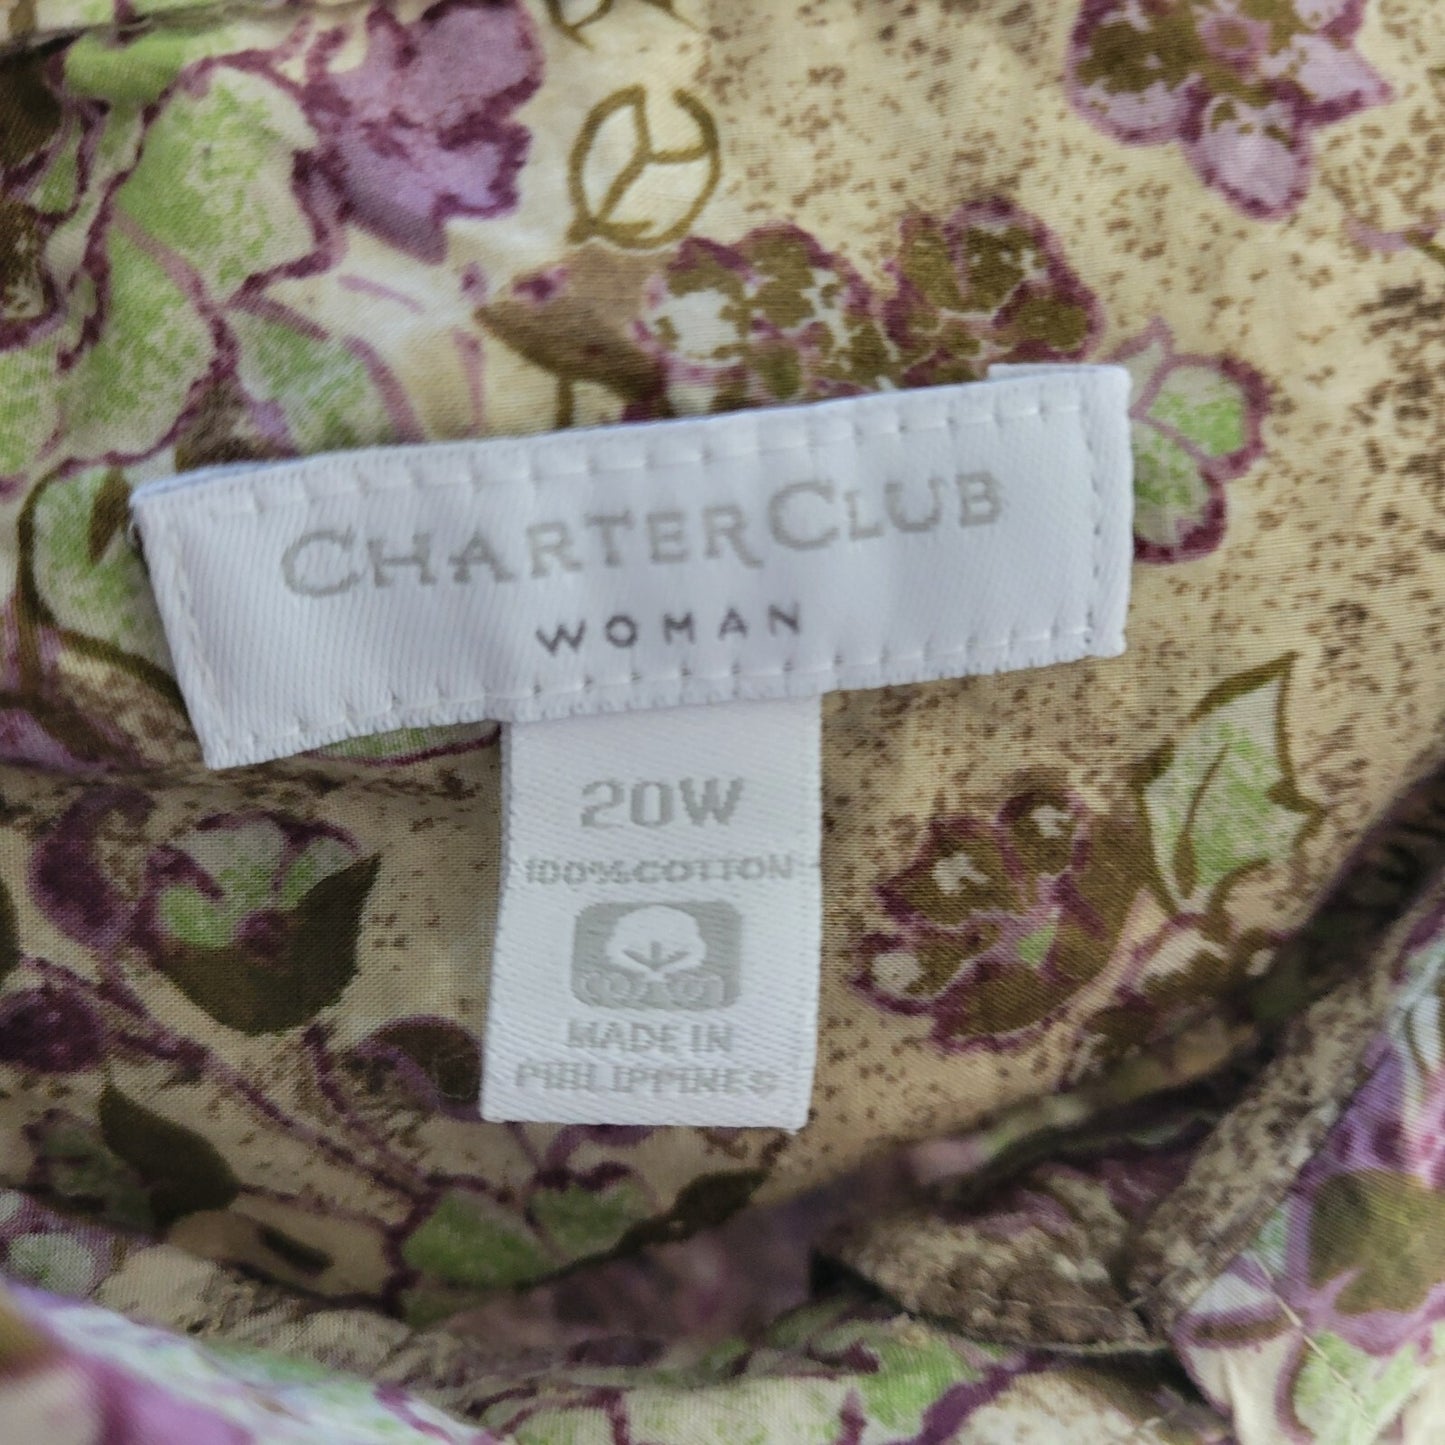 CHARTER CLUB
WOMAN
20W
100% COTTON
MADE IN
PHILIPPINES